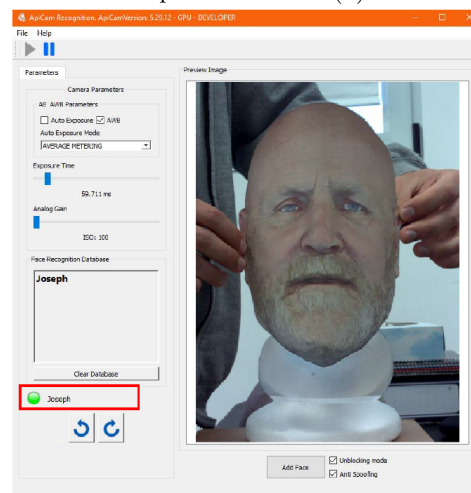 ApiCam Recognition. ApiCamVersion: 5.29.12 - GPU - DEVELOPER
File Help
Parameters
Camera Parameters
AE AWB Parameters
Auto Exposure AWB
Auto Exposure Mode
AVERAGE METERING
Exposure Time
59.711 ms
Analog Gain
ISO: 100
Face Recognition Database
Joseph
Clear Database
Joseph
Preview Image
Add Face
Unblocking mode
Anti Spoofing